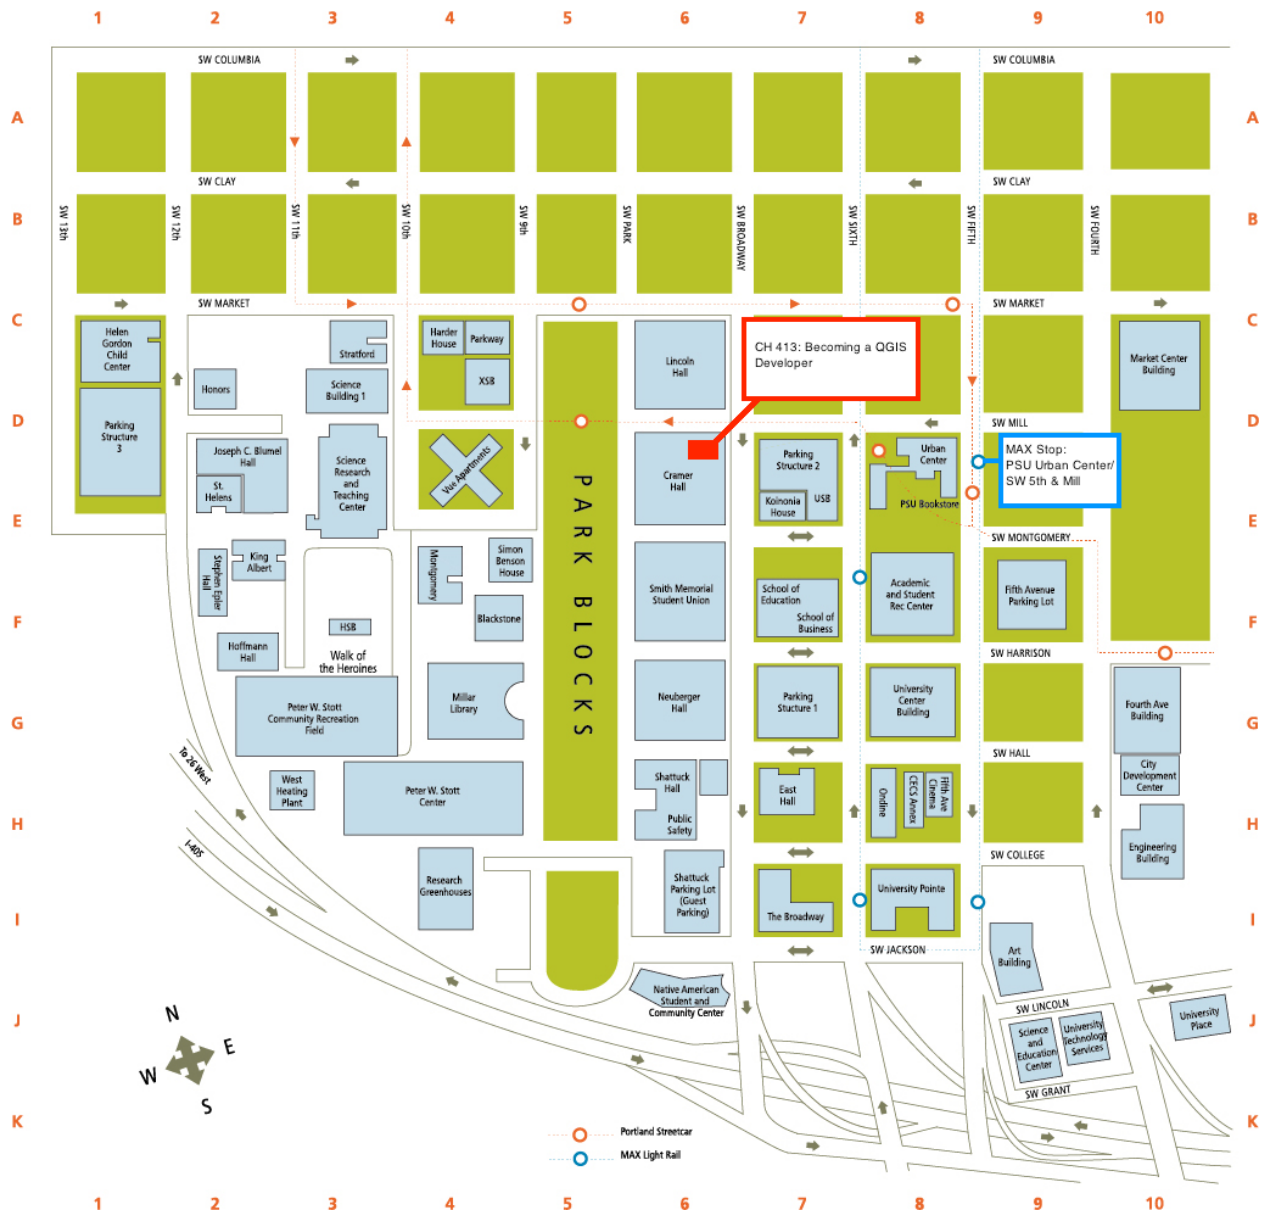 1 2 3 4 5 6 7 8 9 10
SW COLUMBIA
SW COLUMBIA
A
A
SW CLAY
SW CLAY
B
B
SW 13th
SW 12th
SW 11th
SW 10th
SW 9th
SW PARK
SW BROADWAY
SW SIXTH
SW FIFTH
SW FOURTH
SW MARKET
SW MARKET
C
C
Helen
Gordon
Child
Center
Stratford
Harder
House
Parkway
Lincoln
Hall
CH 413: Becoming a QGIS
Developer
Market Center
Building
Honors
Science
Building 1
XSB
D
D
SW MILL
Parking
Structure
3
Joseph C. Blumel
Hall
St.
Helens
Science
Research
and
Teaching
Center
Vue Apartments
PARK BLOCKS
Cramer
Hall
Parking
Structure 2
Koinonia
House
USB
Urban
Center
PSU Bookstore
MAX Stop:
PSU Urban Center/
SW 5th & Mill
E
E
SW MONTGOMERY
Stephen Epler
Hall
King
Albert
Montgomery
Simon
Benson
House
Blackstone
Smith Memorial
Student Union
School of
Education
School of
Business
Academic
and Student
Rec Center
Fifth Avenue
Parking Lot
F
F
HSB
Hoffmann
Hall
Walk of
the Heroines
SW HARRISON
Peter W. Stott
Community Recreation
Field
Millar
Library
Neuberger
Hall
Parking
Stucture 1
University
Center
Building
Fourth Ave
Building
G
G
To 26 West
SW HALL
West
Heating
Plant
Peter W. Stott
Center
Shattuck
Hall
Public
Safety
East
Hall
Ondine
CECS Annex
Fifth Ave
Cinema
City
Development
Center
H
H
I-405
SW COLLEGE
Engineering
Building
Research
Greenhouses
Shattuck
Parking Lot
(Guest
Parking)
The Broadway
University Pointe
I
I
SW JACKSON
Art
Building
Native American
Student and
Community Center
SW LINCOLN
University
Place
J
J
N
E
W
S
Science
and
Education
Center
University
Technology
Services
SW GRANT
K
K
Portland Streetcar
MAX Light Rail
1 2 3 4 5 6 7 8 9 10